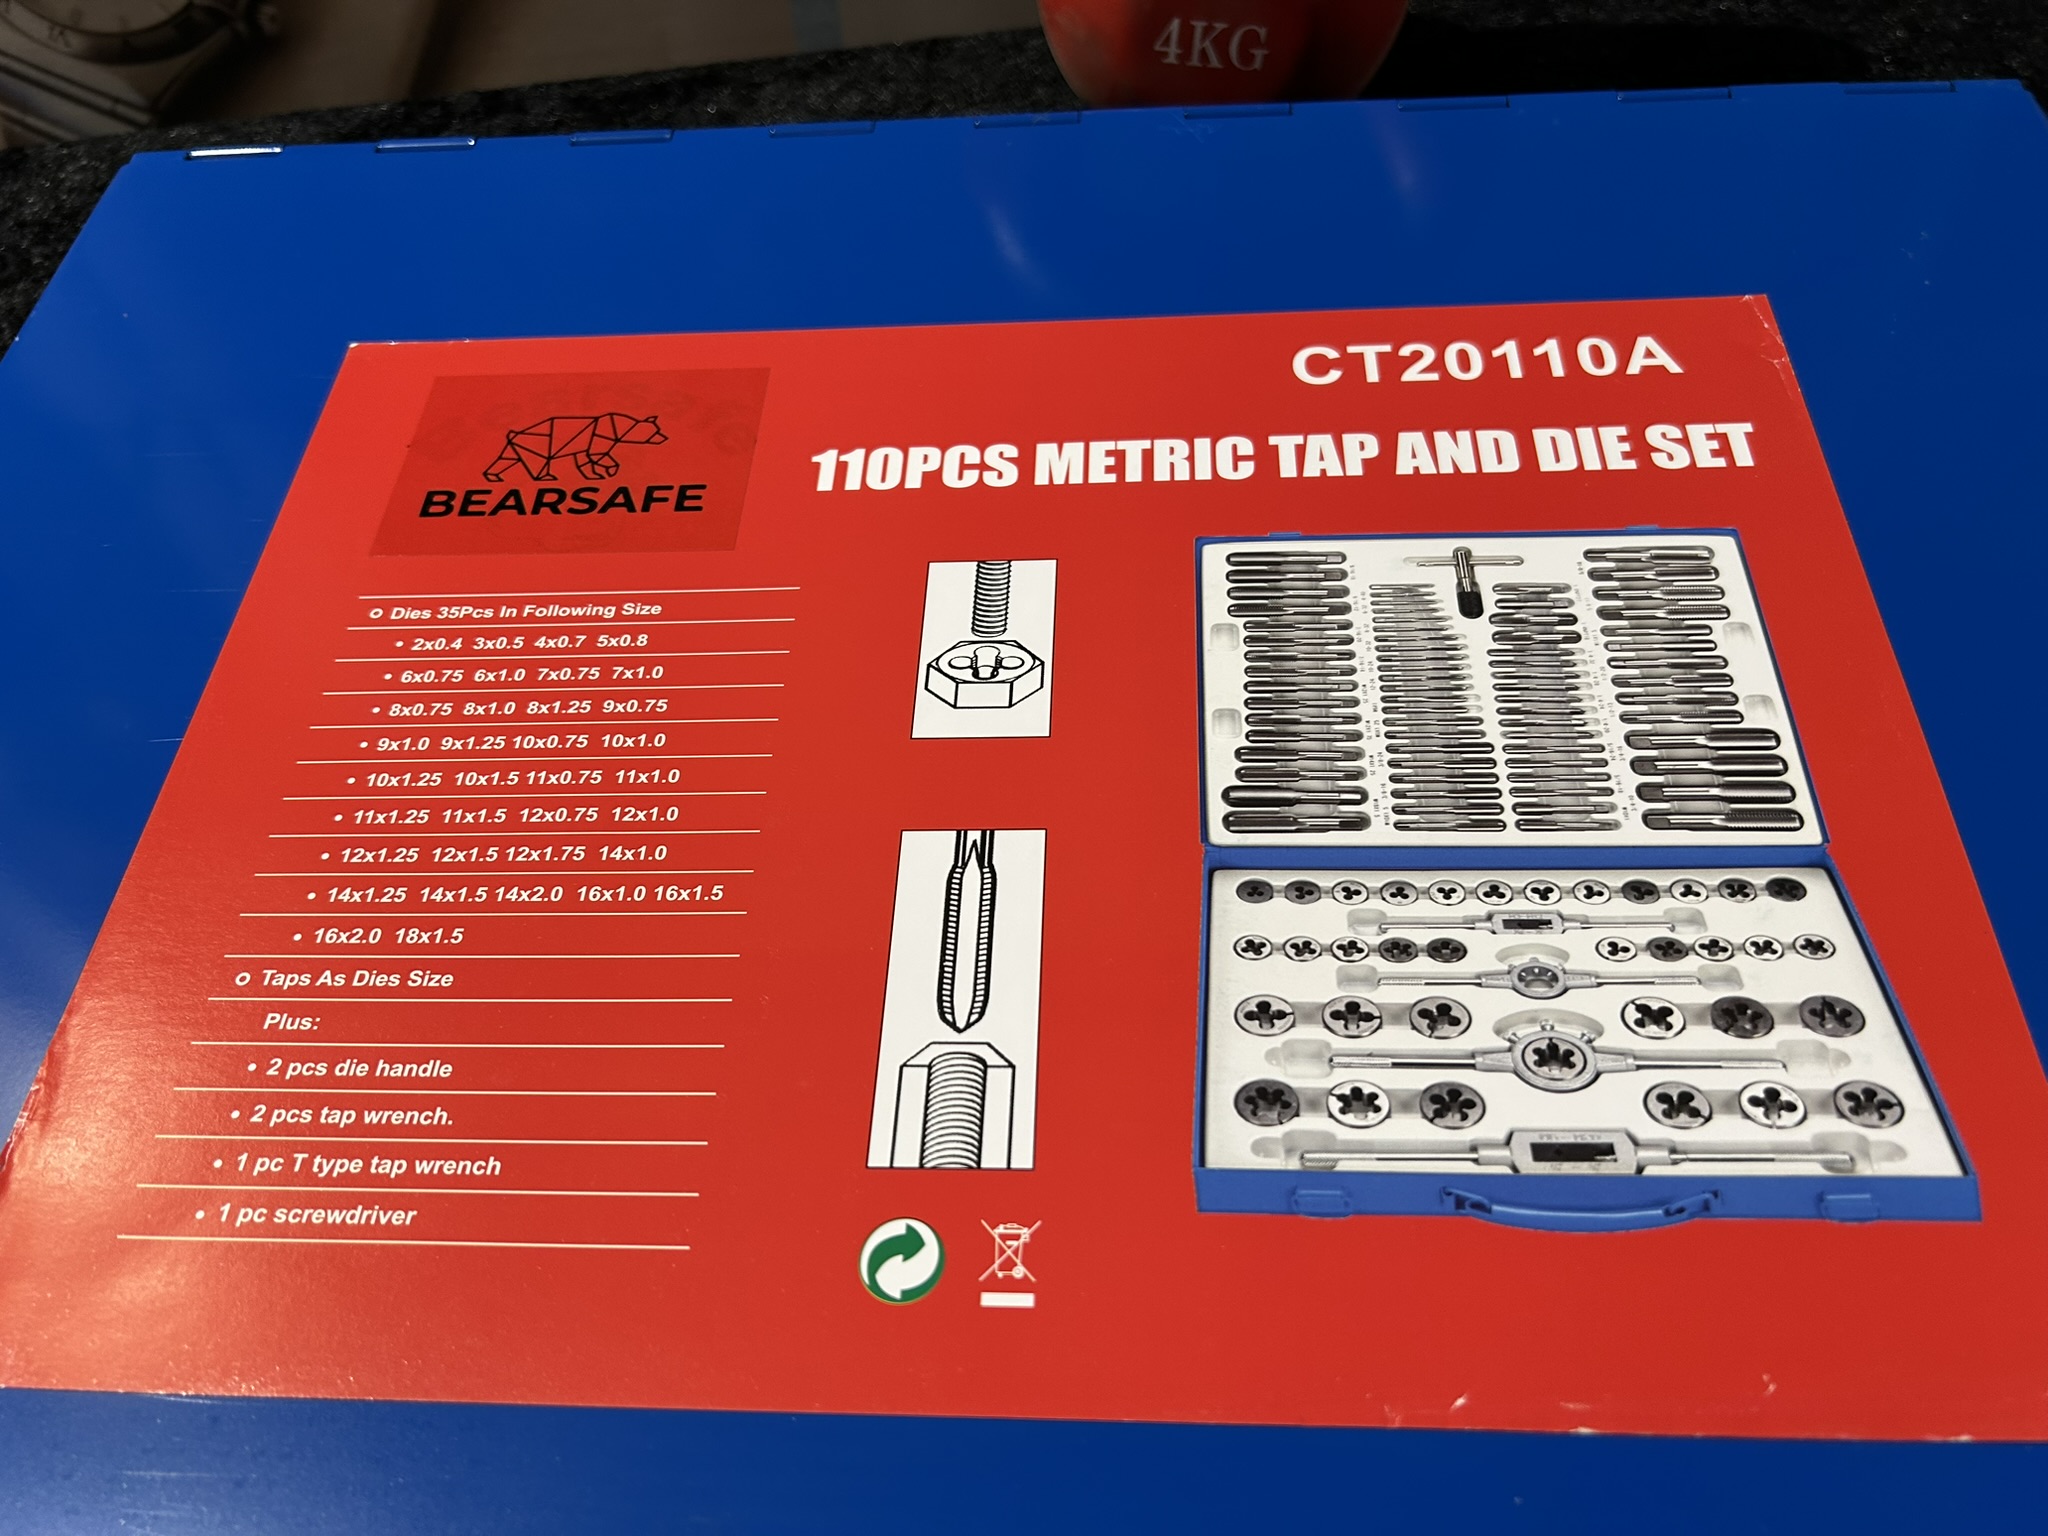 4KG
CT20110A
BEARSAFE
110PCS METRIC TAP AND DIE SET
Dies 35Pcs In Following Size
• 2x0.4 3x0.5 4x0.7 5x0.8
• 6x0.75 6x1.0 7x0.75 7x1.0
• 8x0.75 8x1.0 8x1.25 9x0.75
• 9x1.0 9x1.25 10x0.75 10x1.0
• 10x1.25 10x1.5 11x0.75 11x1.0
• 11x1.25 11x1.5 12x0.75 12x1.0
• 12x1.25 12x1.5 12x1.75 14x1.0
• 14x1.25 14x1.5 14x2.0 16x1.0 16x1.5
• 16x2.0 18x1.5
Taps As Dies Size
Plus:
• 2 pcs die handle
• 2 pcs tap wrench.
• 1 pc T type tap wrench
• 1 pc screwdriver